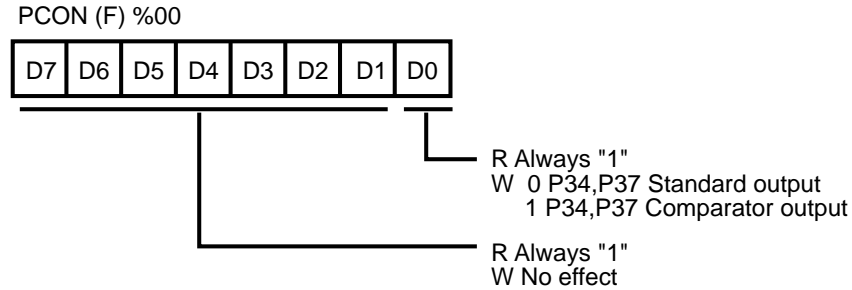 PCON (F) %00
D7 D6 D5 D4 D3 D2 D1 D0
R Always "1"
W 0 P34,P37 Standard output
1 P34,P37 Comparator output
R Always "1"
W No effect